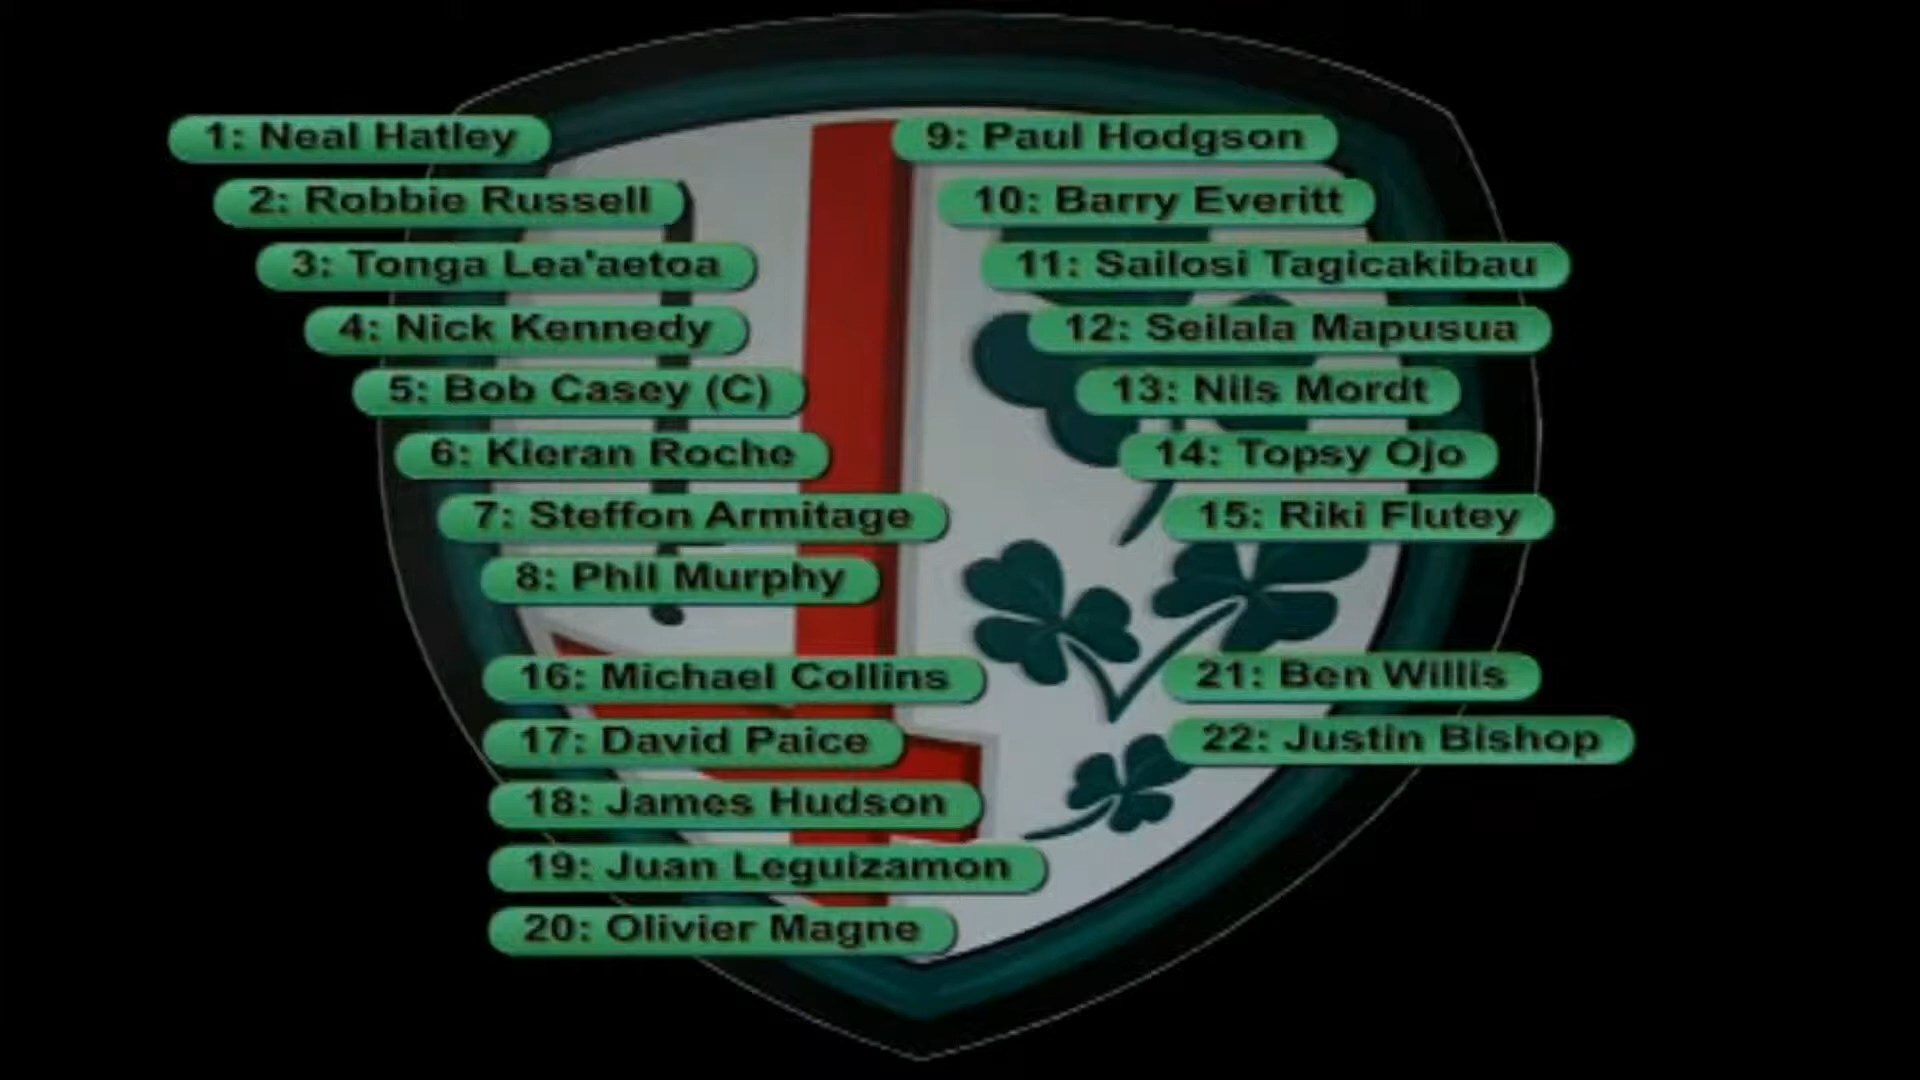 1: Neal Hatley
2: Robbie Russell
3: Tonga Lea'aetoa
4: Nick Kennedy
5: Bob Casey (C)
6: Kieran Roche
7: Steffon Armitage
8: Phil Murphy
9: Paul Hodgson
10: Barry Everitt
11: Sailosi Tagicakibau
12: Seilala Mapusua
13: Nils Mordt
14: Topsy Ojo
15: Riki Flutey
16: Michael Collins
17: David Paice
18: James Hudson
19: Juan Leguizamon
20: Olivier Magne
21: Ben Willis
22: Justin Bishop